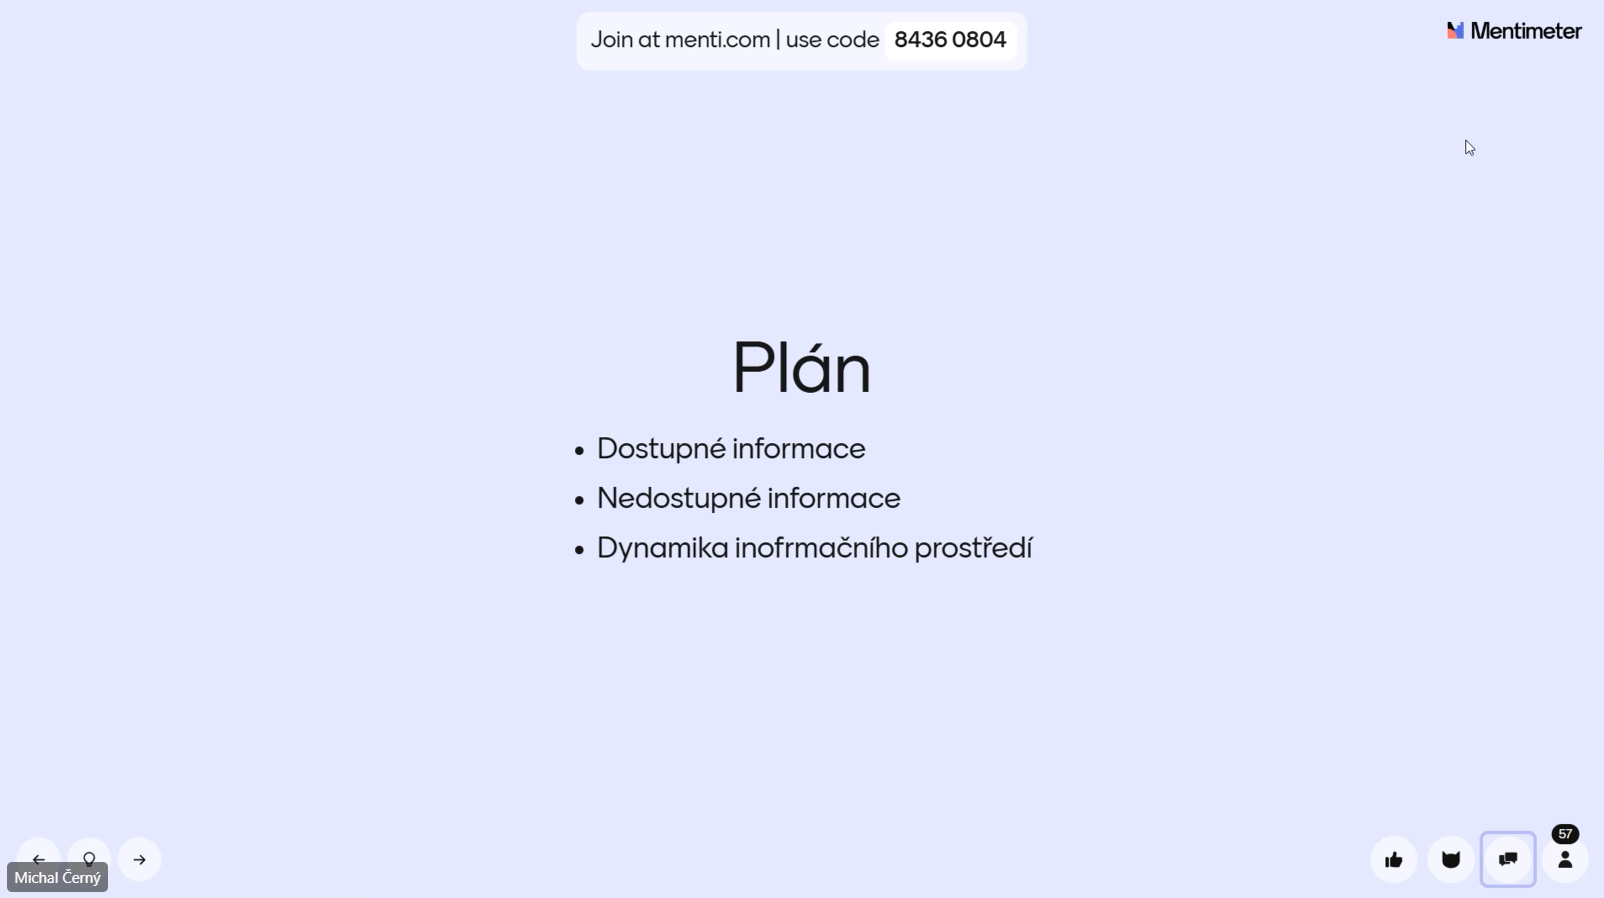 Join at menti.com | use code 8436 0804
Mentimeter
Plán
• Dostupné informace
• Nedostupné informace
• Dynamika inofrmačního prostředí
57
Michal Černý